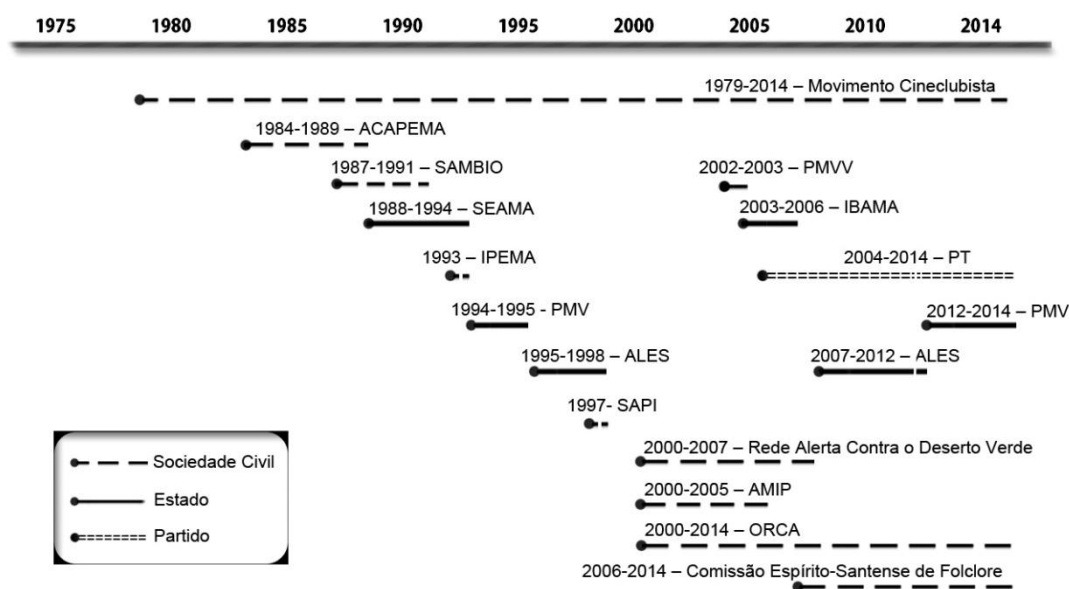 1975 1980 1985 1990 1995 2000 2005 2010 2014
1979-2014 – Movimento Cineclubista
1984-1989 – ACAPEMA
1987-1991 – SAMBIO
2002-2003 – PMVV
1988-1994 – SEAMA
2003-2006 – IBAMA
1993 – IPEMA
2004-2014 – PT
1994-1995 - PMV
2012-2014 – PMV
1995-1998 – ALES
2007-2012 – ALES
1997- SAPI
2000-2007 – Rede Alerta Contra o Deserto Verde
2000-2005 – AMIP
2000-2014 – ORCA
2006-2014 – Comissão Espírito-Santense de Folclore
Sociedade Civil
Estado
Partido